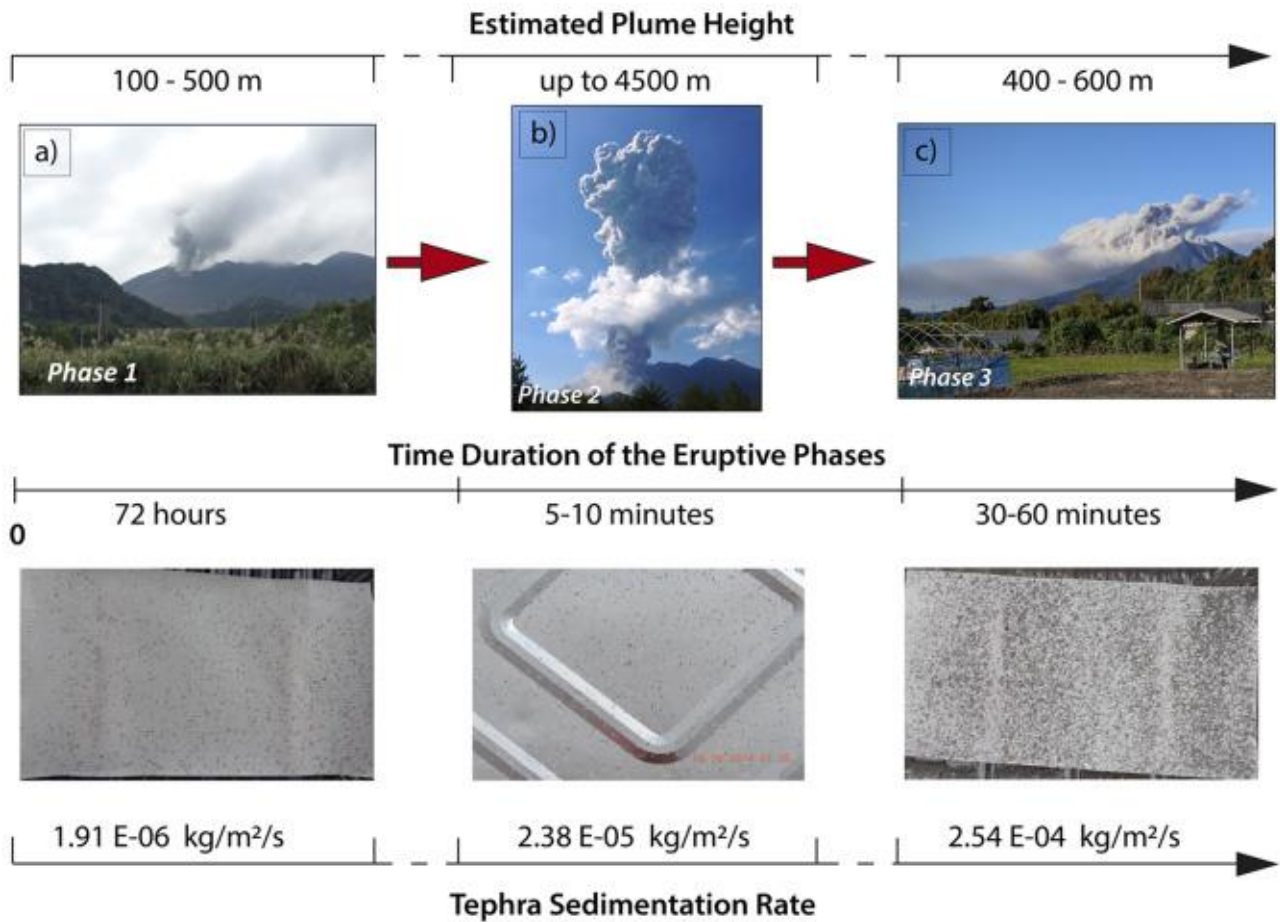 Estimated Plume Height
100 - 500 m
up to 4500 m
400 - 600 m
a)
b)
c)
Phase 1
Phase 2
Phase 3
Time Duration of the Eruptive Phases
72 hours
5-10 minutes
30-60 minutes
0
1.91 E-06 kg/m²/s
2.38 E-05 kg/m²/s
2.54 E-04 kg/m²/s
Tephra Sedimentation Rate